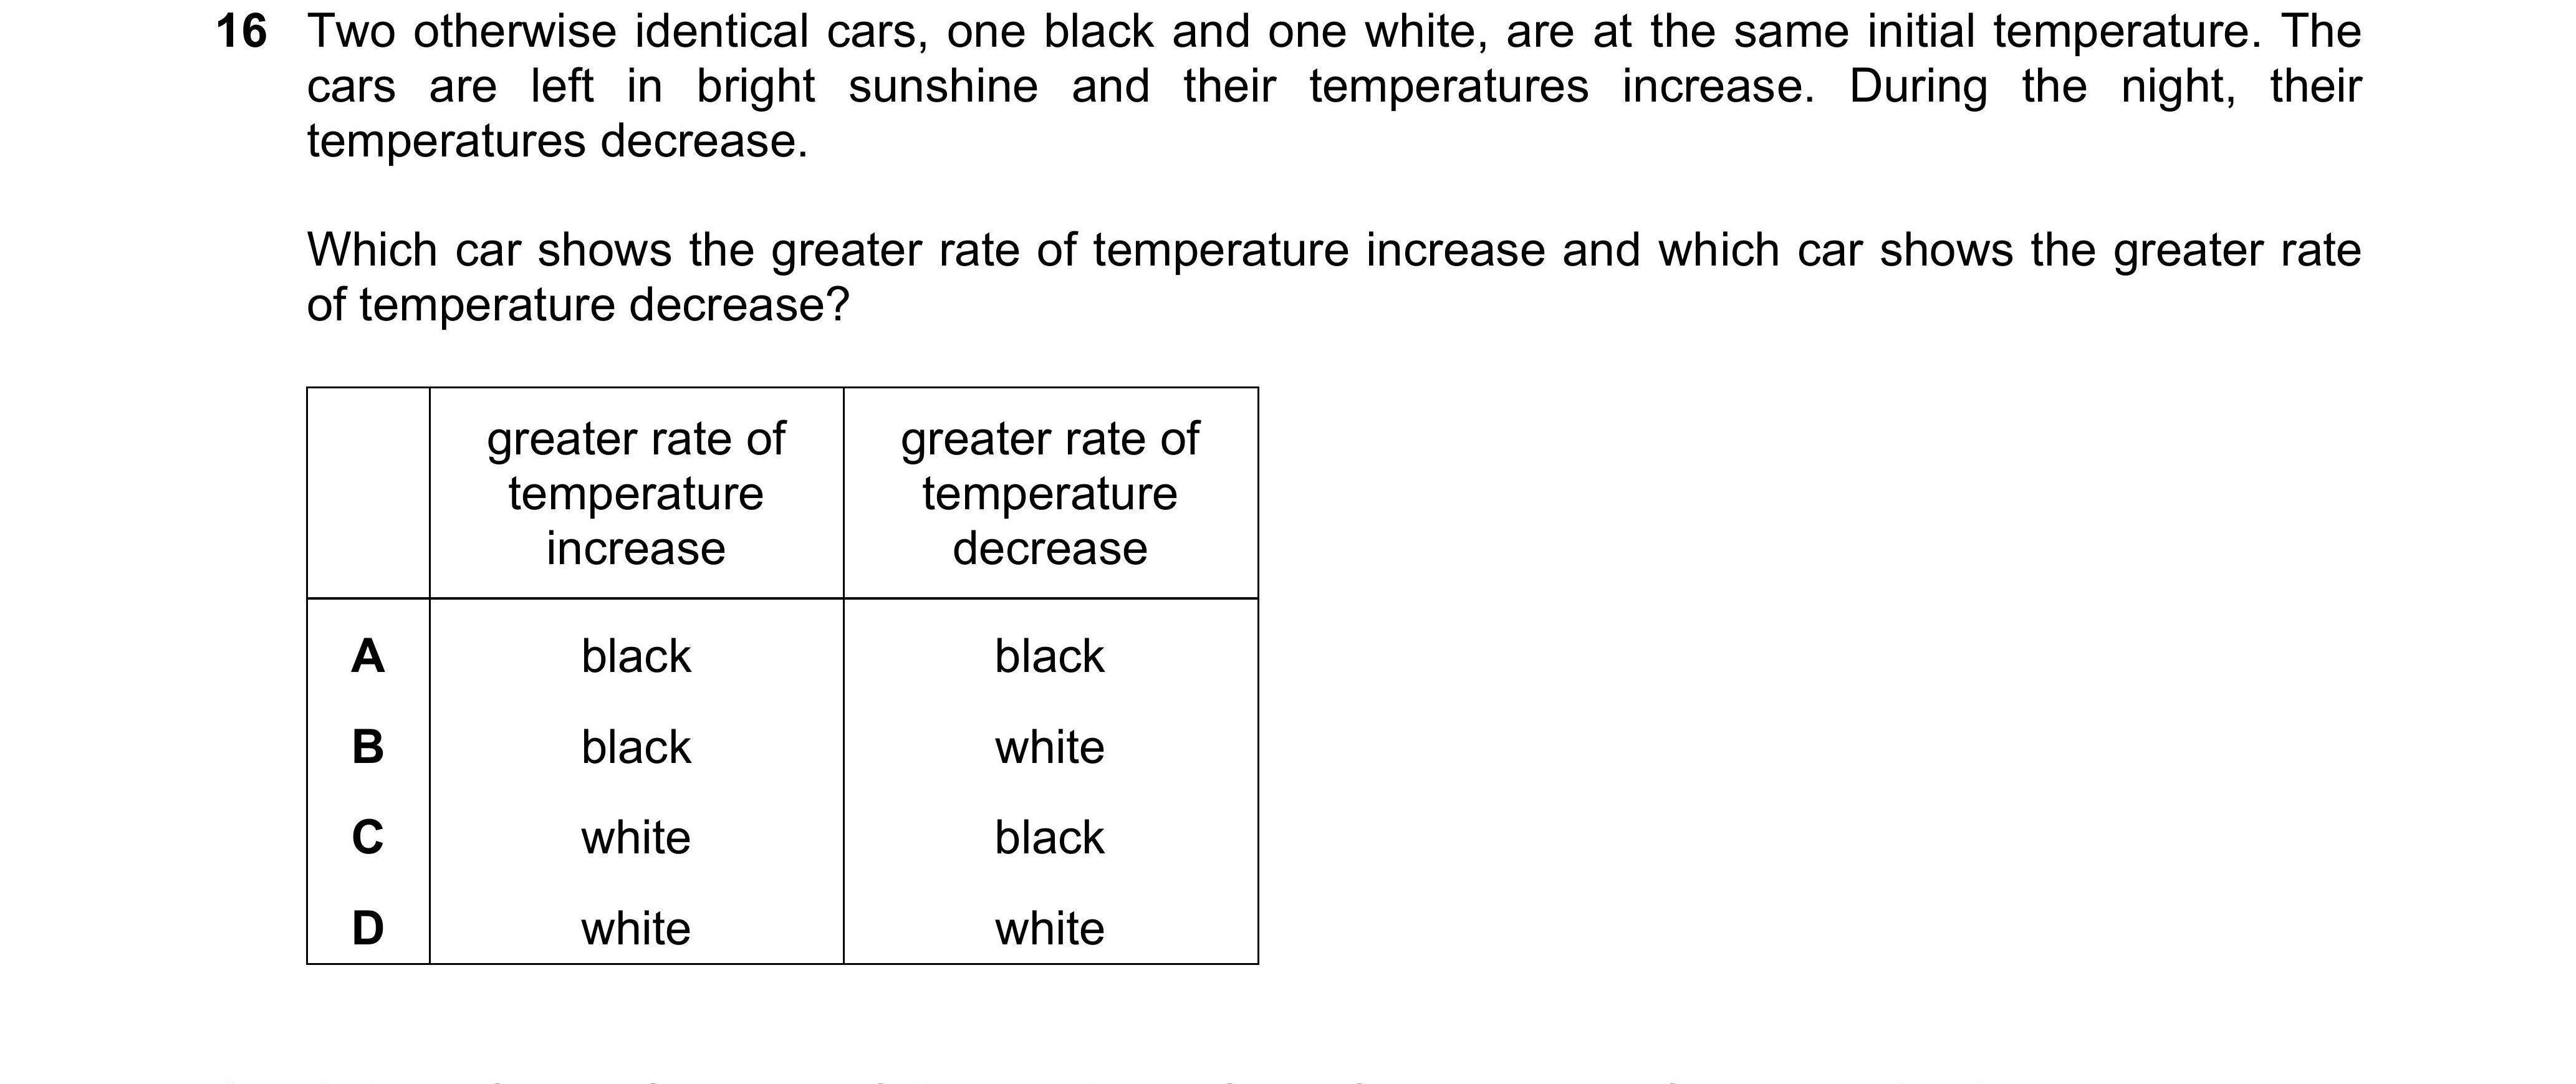 16 Two otherwise identical cars, one black and one white, are at the same initial temperature. The
cars are left in bright sunshine and their temperatures increase. During the night, their
temperatures decrease.
Which car shows the greater rate of temperature increase and which car shows the greater rate
of temperature decrease?
greater rate of temperature increase greater rate of temperature decrease
A black black
B black white
C white black
D white white